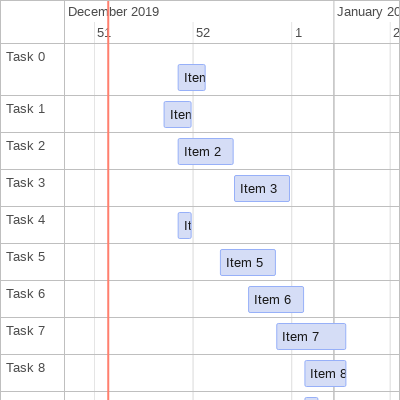 December 2019
January 20
51
52
1
2
Task 0
Item
Task 1
Item
Task 2
Item 2
Task 3
Item 3
Task 4
It
Task 5
Item 5
Task 6
Item 6
Task 7
Item 7
Task 8
Item 8